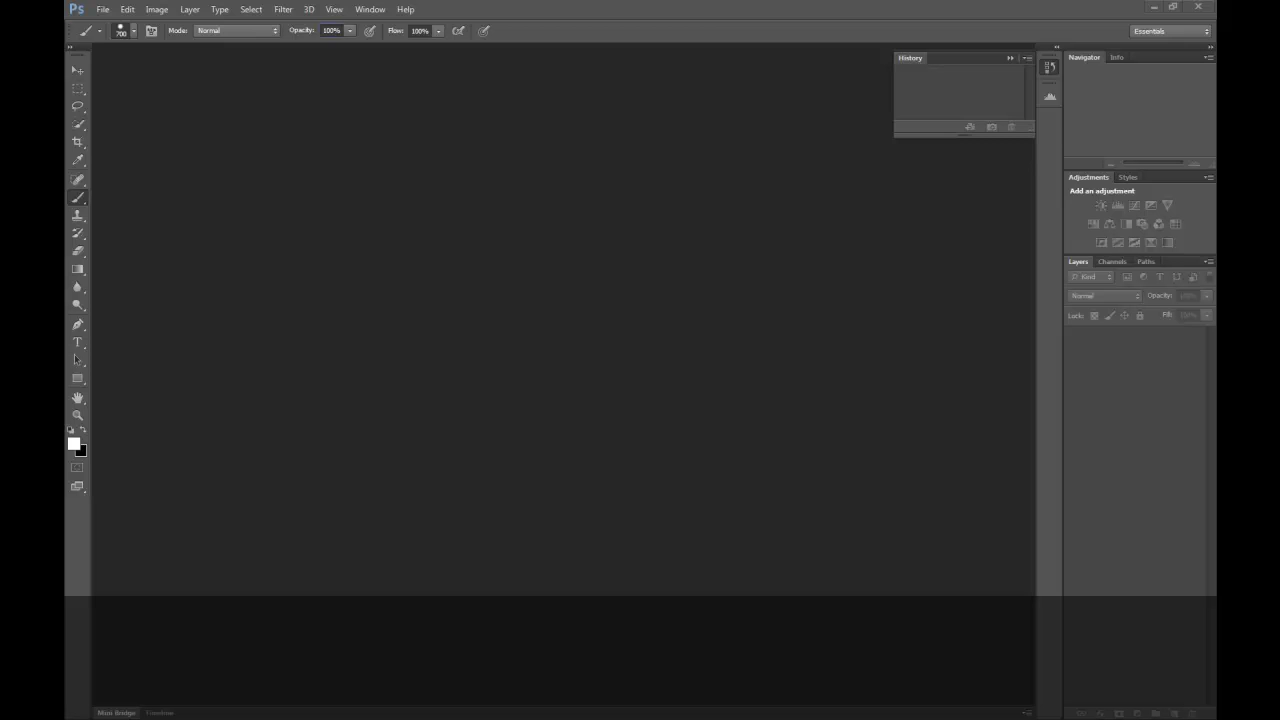 Ps File Edit Image Layer Type Select Filter 3D View Window Help
700 Mode: Normal Opacity: 100% Flow: 100% Essentials
History
Navigator Info
Adjustments Styles
Add an adjustment
Layers Channels Paths
Kind
Normal Opacity: 100%
Lock: Fill: 100%
T
Mini Bridge Timeline